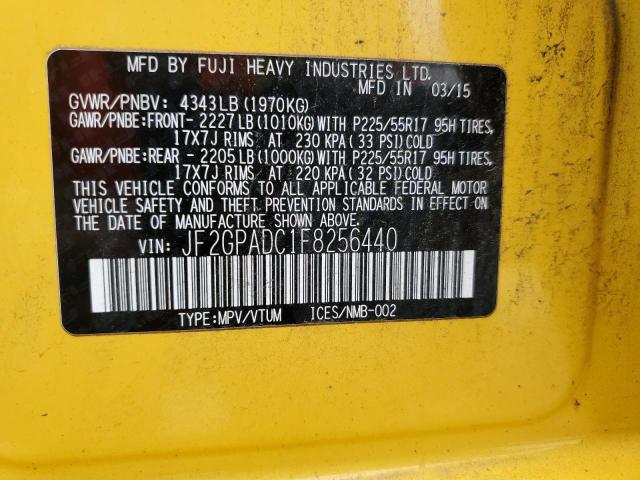 MFD BY FUJI HEAVY INDUSTRIES LTD.
MFD IN 03/15
GVWR/PNBV: 4343LB(1970KG)
GAWR/PNBE:FRONT- 2227LB(1010KG)WITH P225/55R17 95H TIRES,
17X7J RIMS AT 230 KPA( 33 PSI)COLD
GAWR/PNBE:REAR - 2205LB(1000KG)WITH P225/55R17 95H TIRES,
17X7J RIMS AT 220 KPA( 32 PSI)COLD
THIS VEHICLE CONFORMS TO ALL APPLICABLE FEDERAL MOTOR
VEHICLE SAFETY AND THEFT PREVENTION STANDARDS IN EFFECT ON
THE DATE OF MANUFACTURE SHOWN ABOVE.
VIN: JF2GPADC1F8256440
TYPE:MPV/VTUM ICES/NMB-002